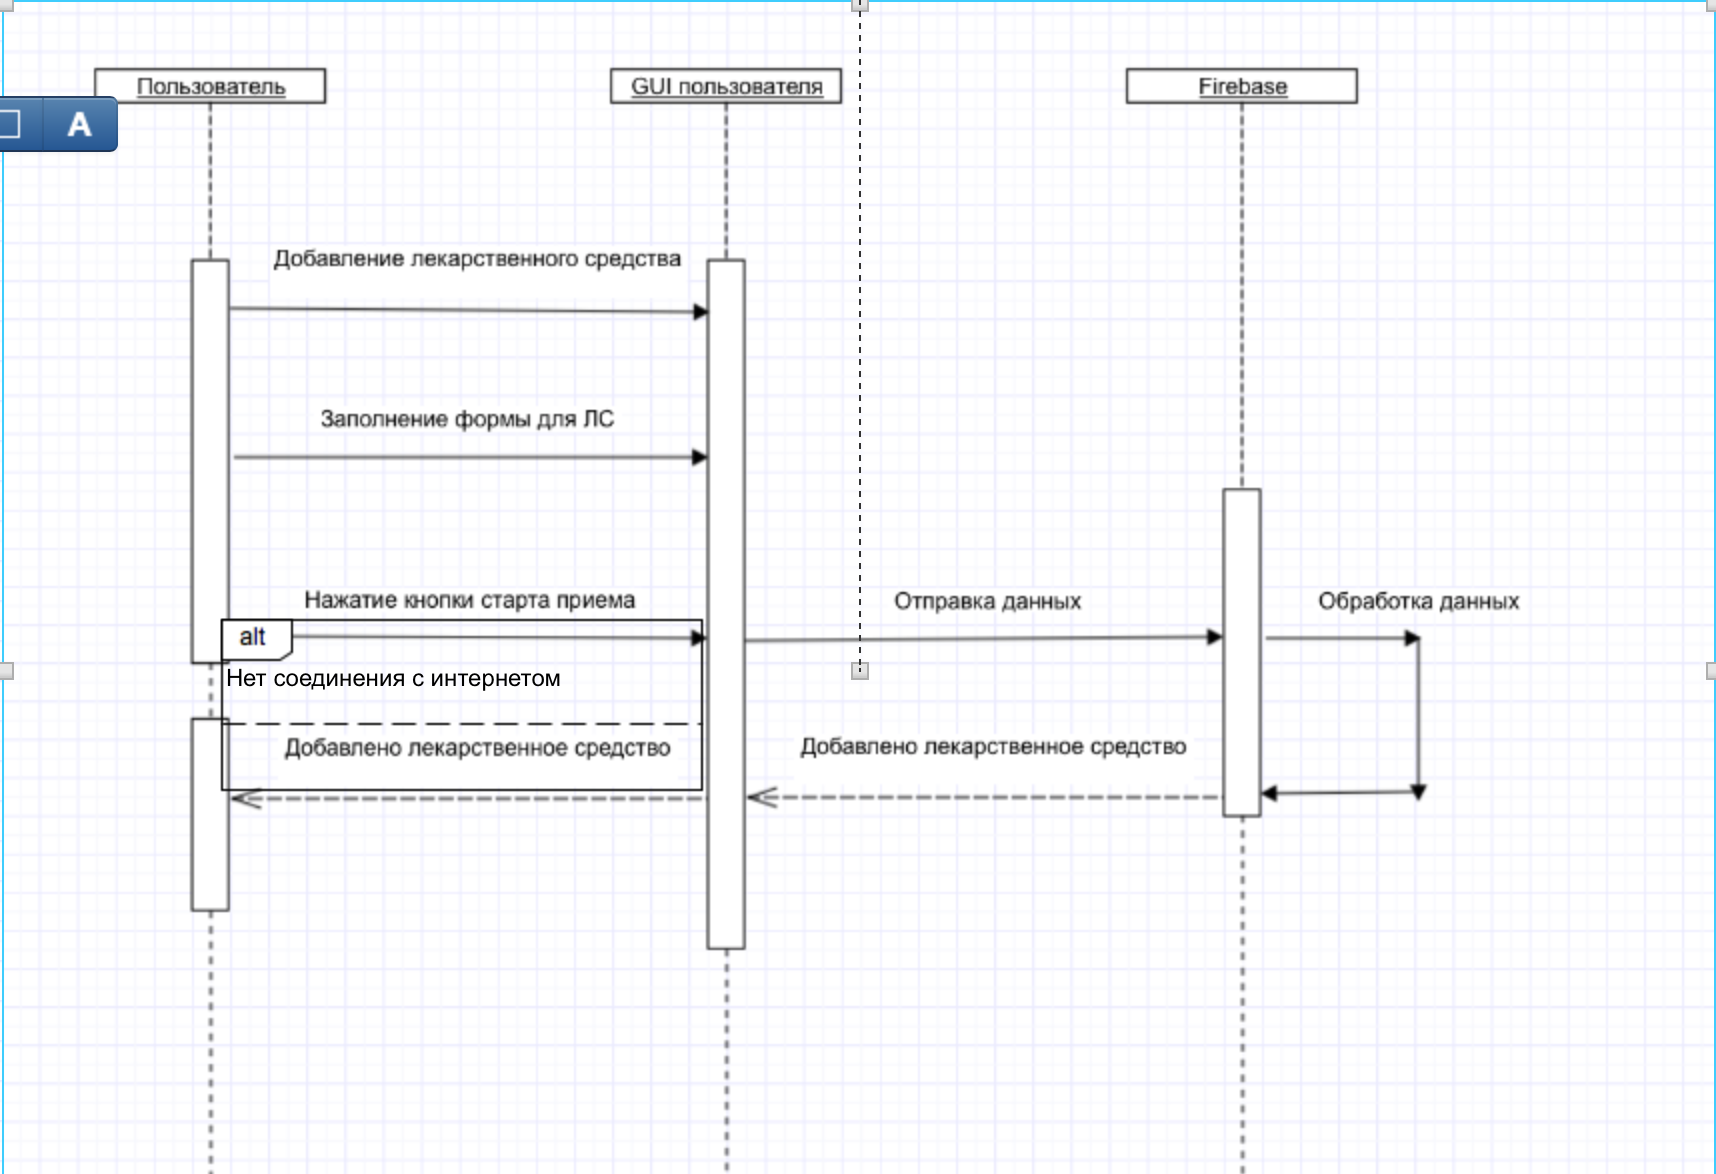 Пользователь
GUI пользователя
Firebase
A
Добавление лекарственного средства
Заполнение формы для ЛС
Нажатие кнопки старта приема
Отправка данных
Обработка данных
alt
Нет соединения с интернетом
Добавлено лекарственное средство
Добавлено лекарственное средство